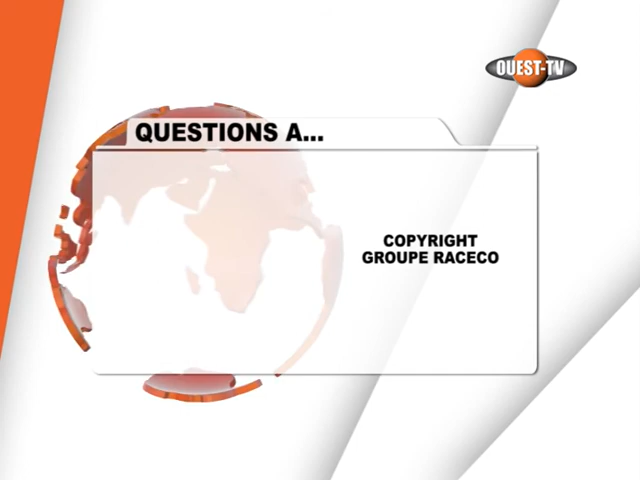 OUEST-TV
QUESTIONS A...
COPYRIGHT
GROUPE RACECO